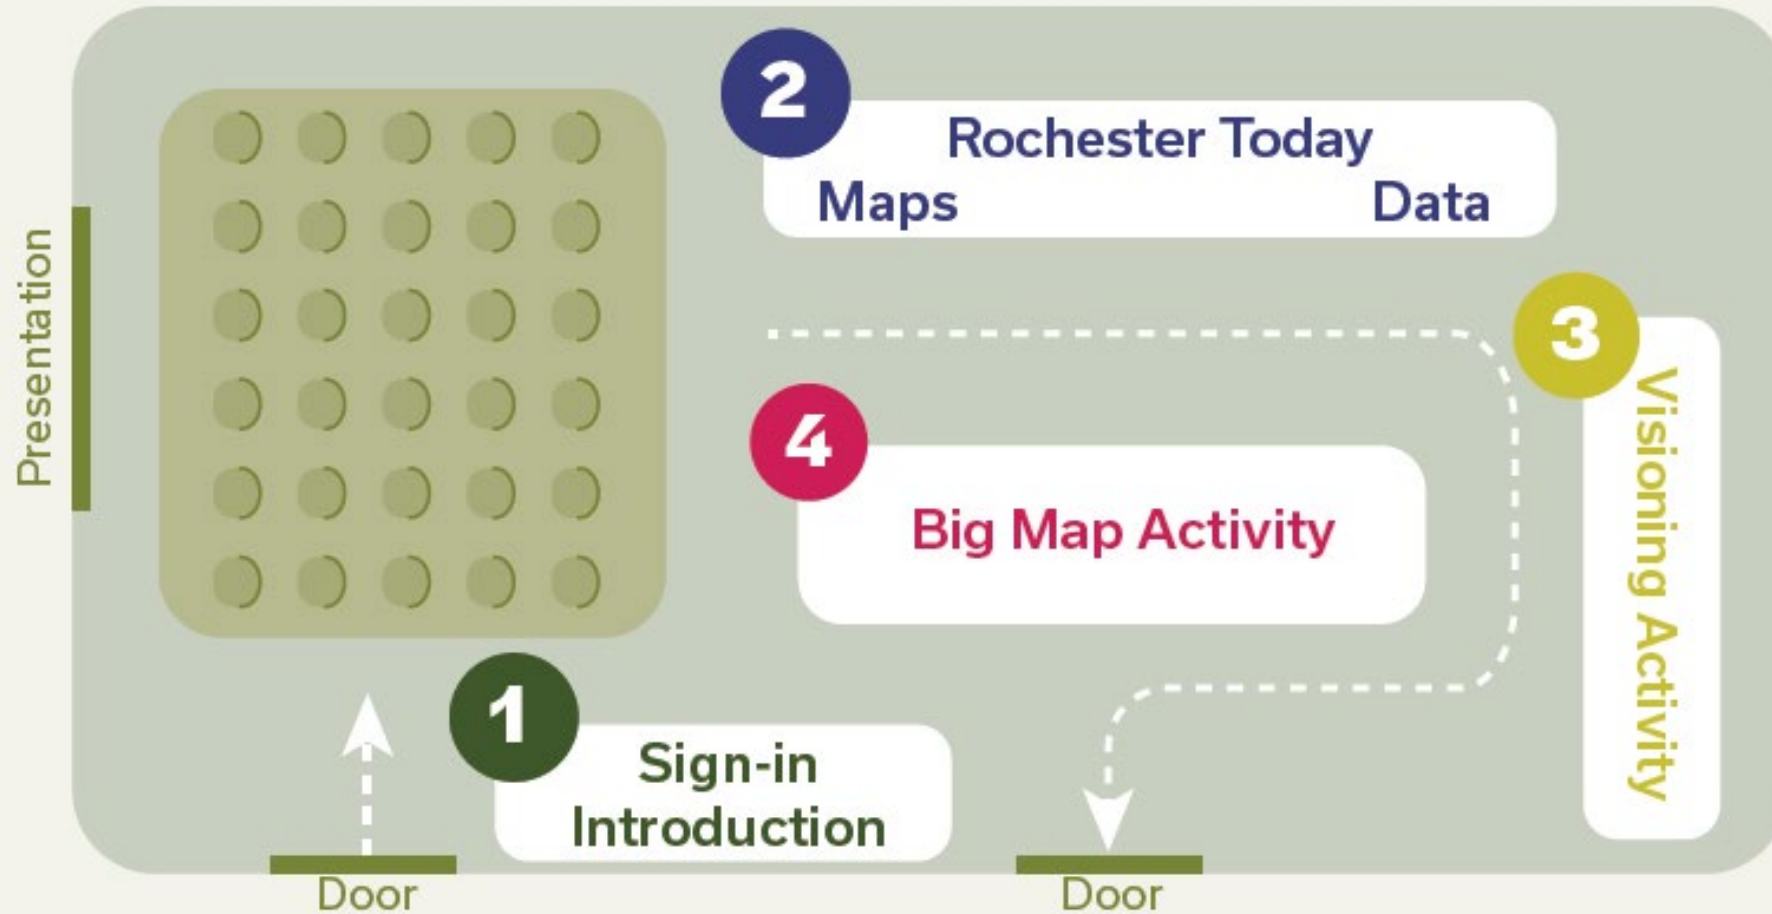 Presentation
2
Rochester Today
Maps Data
3
Visioning Activity
4
Big Map Activity
1
Sign-in
Introduction
Door
Door